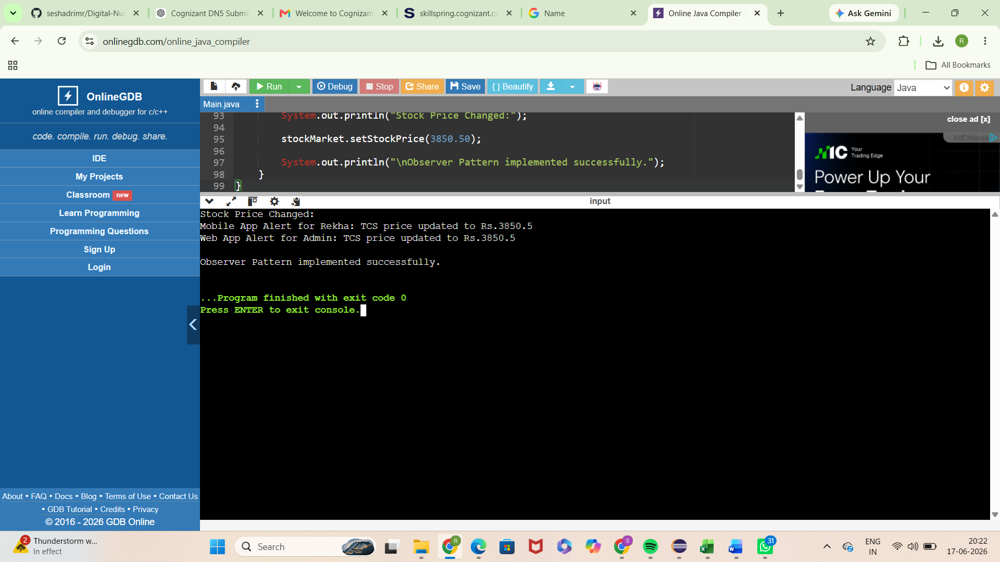 seshadrimr/Digital-Nu
Cognizant DN5 Submis
Welcome to Cognizant
skillspring.cognizant.co
Name
Online Java Compiler -
Ask Gemini
onlinegdb.com/online_java_compiler
R
All Bookmarks
OnlineGDB
online compiler and debugger for c/c++
code. compile. run. debug. share.
IDE
My Projects
Classroom new
Learn Programming
Programming Questions
Sign Up
Login
About • FAQ • Docs • Blog • Terms of Use • Contact Us
• GDB Tutorial • Credits • Privacy
© 2016 - 2026 GDB Online
Run
Debug
Stop
Share
Save
{ } Beautify
Language
Java
Main.java
93 System.out.println("Stock Price Changed:");
94
95 stockMarket.setStockPrice(3850.50);
96
97 System.out.println("\nObserver Pattern implemented successfully.");
98 }
99 }
close ad [x]
AdChoices
IC Your
Trading Edge
Power Up Your
input
Stock Price Changed:
Mobile App Alert for Rekha: TCS price updated to Rs.3850.5
Web App Alert for Admin: TCS price updated to Rs.3850.5
Observer Pattern implemented successfully.
...Program finished with exit code 0
Press ENTER to exit console.
2
Thunderstorm w...
In effect
Search
R
S
31
ENG
IN
20:22
17-06-2026